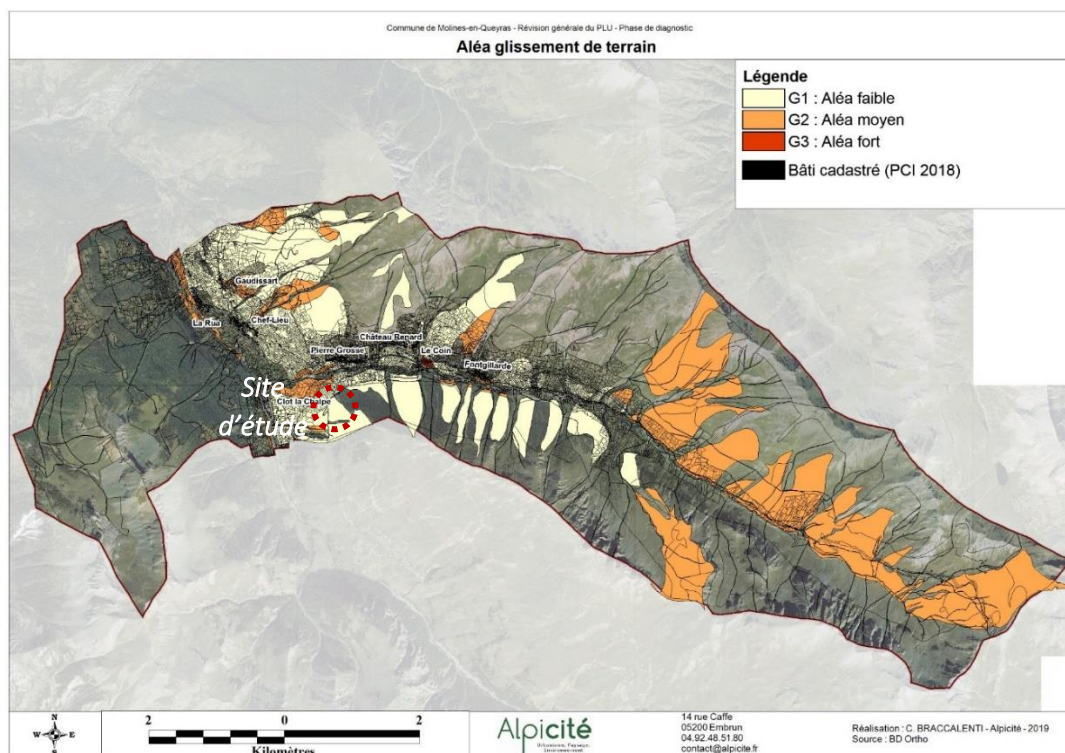 Commune de Molines-en-Queyras - Révision générale du PLU - Phase de diagnostic
Aléa glissement de terrain
Légende
G1 : Aléa faible
G2 : Aléa moyen
G3 : Aléa fort
Bâti cadastré (PCI 2018)
Gaudissart
La Rua
Chef-Lieu
Château Renard
Pierre Grosse
Le Coin
Fontgillarde
Site
Clot la Chalpe
d'étude
N
W
E
S
2 0 2
Kilomètres
Alpicité
Urbanisme, Paysage,
Environnement
14 rue Caffe
05200 Embrun
04.92.48.51.80
contact@alpicite.fr
Réalisation : C. BRACCALENTI - Alpicité - 2019
Source : BD Ortho